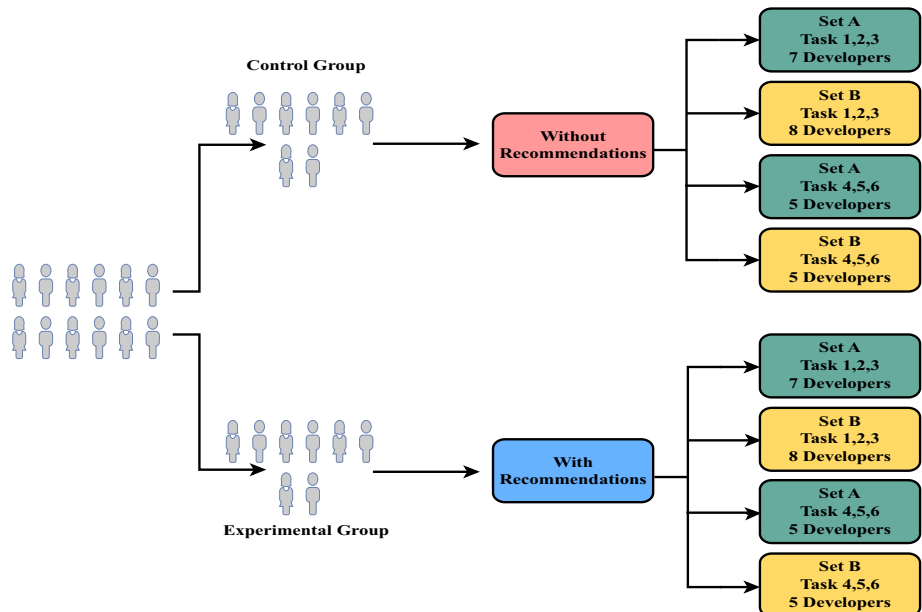 Control Group
Without
Recommendations
Set A
Task 1,2,3
7 Developers
Set B
Task 1,2,3
8 Developers
Set A
Task 4,5,6
5 Developers
Set B
Task 4,5,6
5 Developers
Experimental Group
With
Recommendations
Set A
Task 1,2,3
7 Developers
Set B
Task 1,2,3
8 Developers
Set A
Task 4,5,6
5 Developers
Set B
Task 4,5,6
5 Developers